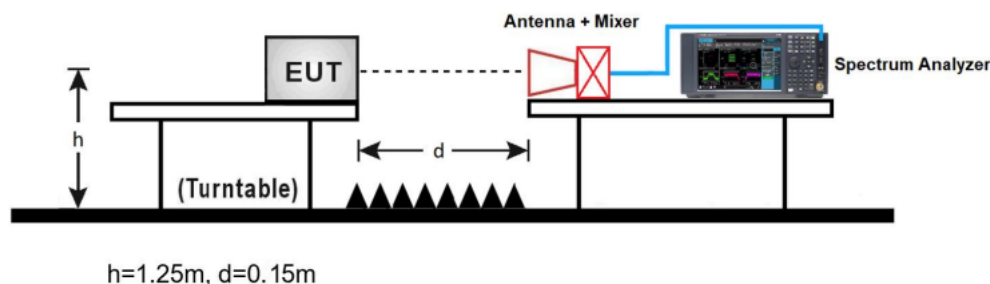 Antenna + Mixer
EUT
Spectrum Analyzer
h
d
(Turntable)
h=1.25m, d=0.15m